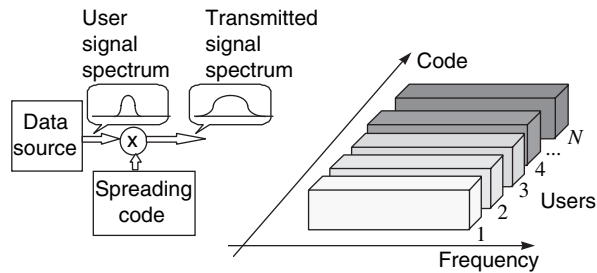 User
signal
spectrum
Transmitted
signal
spectrum
Data
source
x
Spreading
code
Code
N
...
4
3
2
1
Users
Frequency